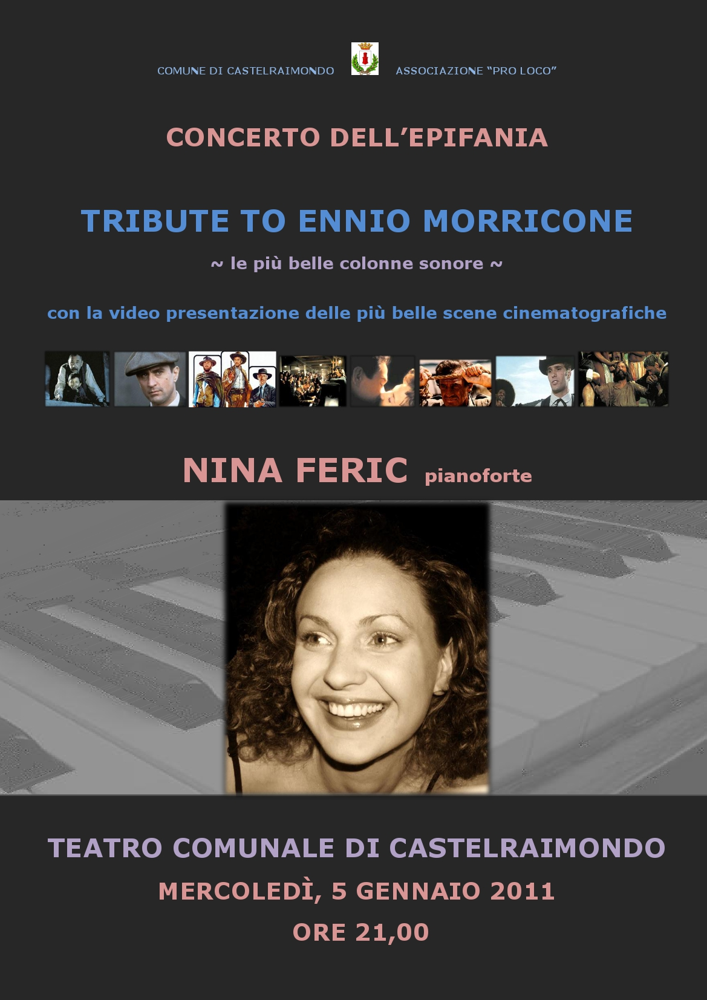 COMUNE DI CASTELRAIMONDO ASSOCIAZIONE “PRO LOCO”
CONCERTO DELL’EPIFANIA
TRIBUTE TO ENNIO MORRICONE
~ le più belle colonne sonore ~
con la video presentazione delle più belle scene cinematografiche
NINA FERIC pianoforte
TEATRO COMUNALE DI CASTELRAIMONDO
MERCOLEDÌ, 5 GENNAIO 2011
ORE 21,00